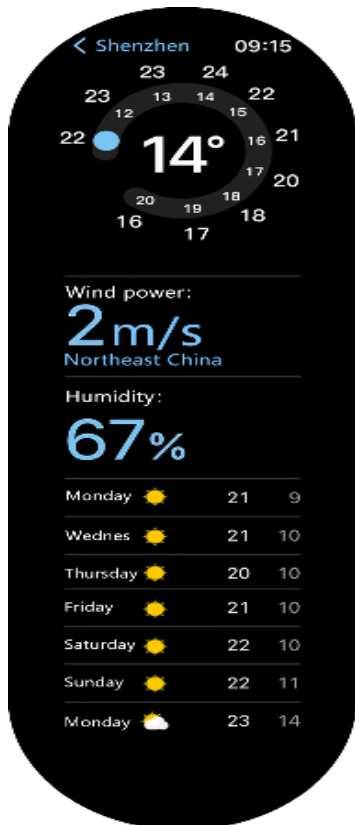 < Shenzhen 09:15
23 24
23 13 14 22
12 15
22 14° 16 21
17 20
20 19 18
16 17 18
Wind power:
2 m/s
Northeast China
Humidity:
67%
Monday 21 9
Wednes 21 10
Thursday 20 10
Friday 21 10
Saturday 22 10
Sunday 22 11
Monday 23 14